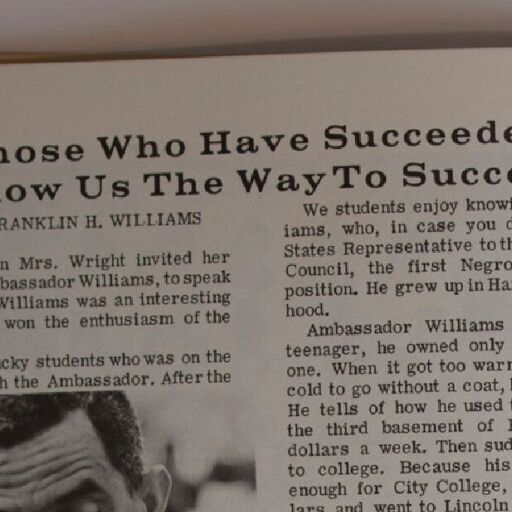 hose Who Have Succeede
ow Us The Way To Succe
RANKLIN H. WILLIAMS
n Mrs. Wright invited her
bassador Williams, to speak
Williams was an interesting
won the enthusiasm of the
cky students who was on the
h the Ambassador. After the
We students enjoy knowi
iams, who, in case you d
States Representative to th
Council, the first Negro
position. He grew up in Ha
hood.
Ambassador Williams
teenager, he owned only
one. When it got too warm
cold to go without a coat,
He tells of how he used t
the third basement of
dollars a week. Then sud
to college. Because his
enough for City College,
lars and went to Lincoln